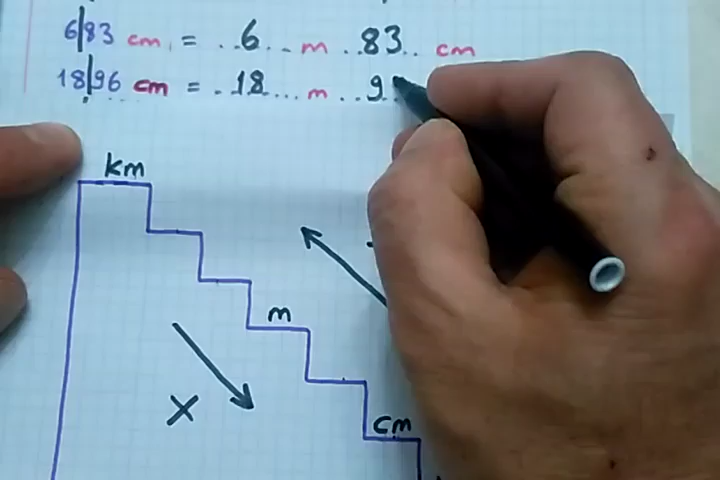 6|83 cm = ..6... m ..83.. cm
18|96 cm = .18... m ..9
km
m
x
cm